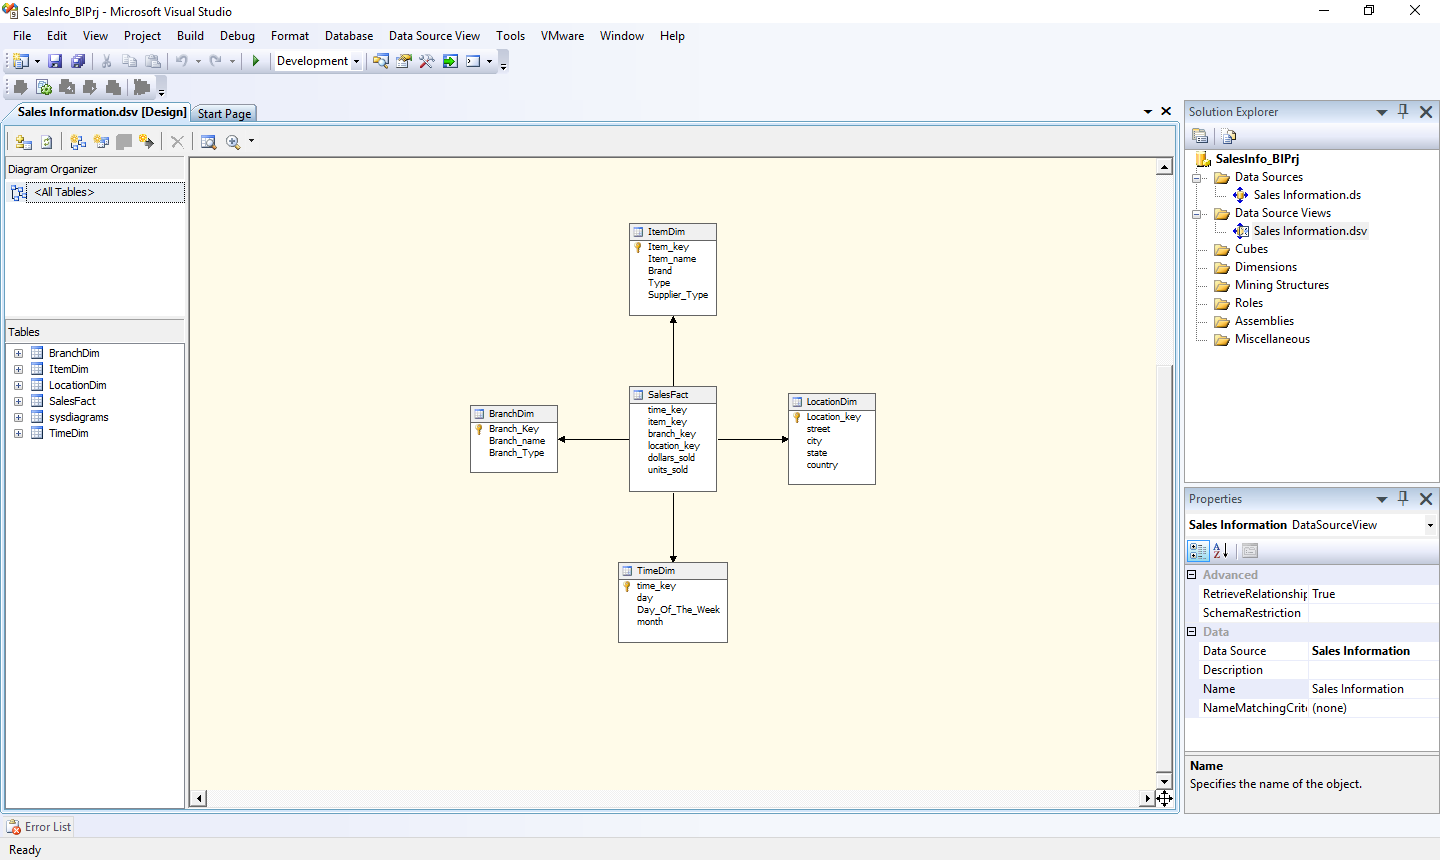 SalesInfo_BIPrj - Microsoft Visual Studio
File Edit View Project Build Debug Format Database Data Source View Tools VMware Window Help
Development
Sales Information.dsv [Design] Start Page
Diagram Organizer
<All Tables>
Tables
BranchDim
ItemDim
LocationDim
SalesFact
sysdiagrams
TimeDim
ItemDim
Item_key
Item_name
Brand
Type
Supplier_Type
SalesFact
time_key
item_key
branch_key
location_key
dollars_sold
units_sold
BranchDim
Branch_Key
Branch_name
Branch_Type
LocationDim
Location_key
street
city
state
country
TimeDim
time_key
day
Day_Of_The_Week
month
Solution Explorer
SalesInfo_BIPrj
Data Sources
Sales Information.ds
Data Source Views
Sales Information.dsv
Cubes
Dimensions
Mining Structures
Roles
Assemblies
Miscellaneous
Properties
Sales Information DataSourceView
Advanced
RetrieveRelationship True
SchemaRestriction
Data
Data Source Sales Information
Description
Name Sales Information
NameMatchingCrite (none)
Name
Specifies the name of the object.
Error List
Ready